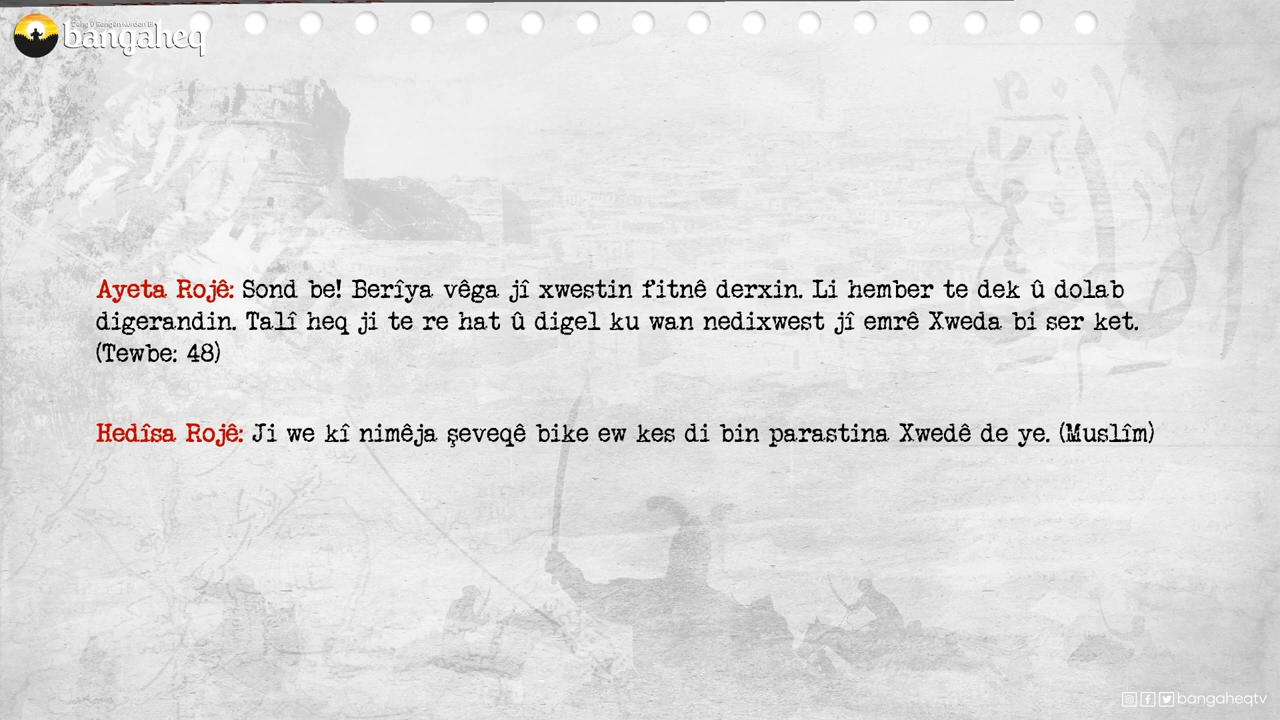 bangaheq
Ayeta Rojê: Sond be! Berîya vêga jî xwestin fitnê derxin. Li hember te dek û dolab
digerandin. Talî heq ji te re hat û digel ku wan nedixwest jî emrê Xweda bi ser ket.
(Tewbe: 48)
Hedîsa Rojê: Ji we kî nimêja şeveqê bike ew kes di bin parastina Xwedê de ye. (Muslîm)
bangaheqtv